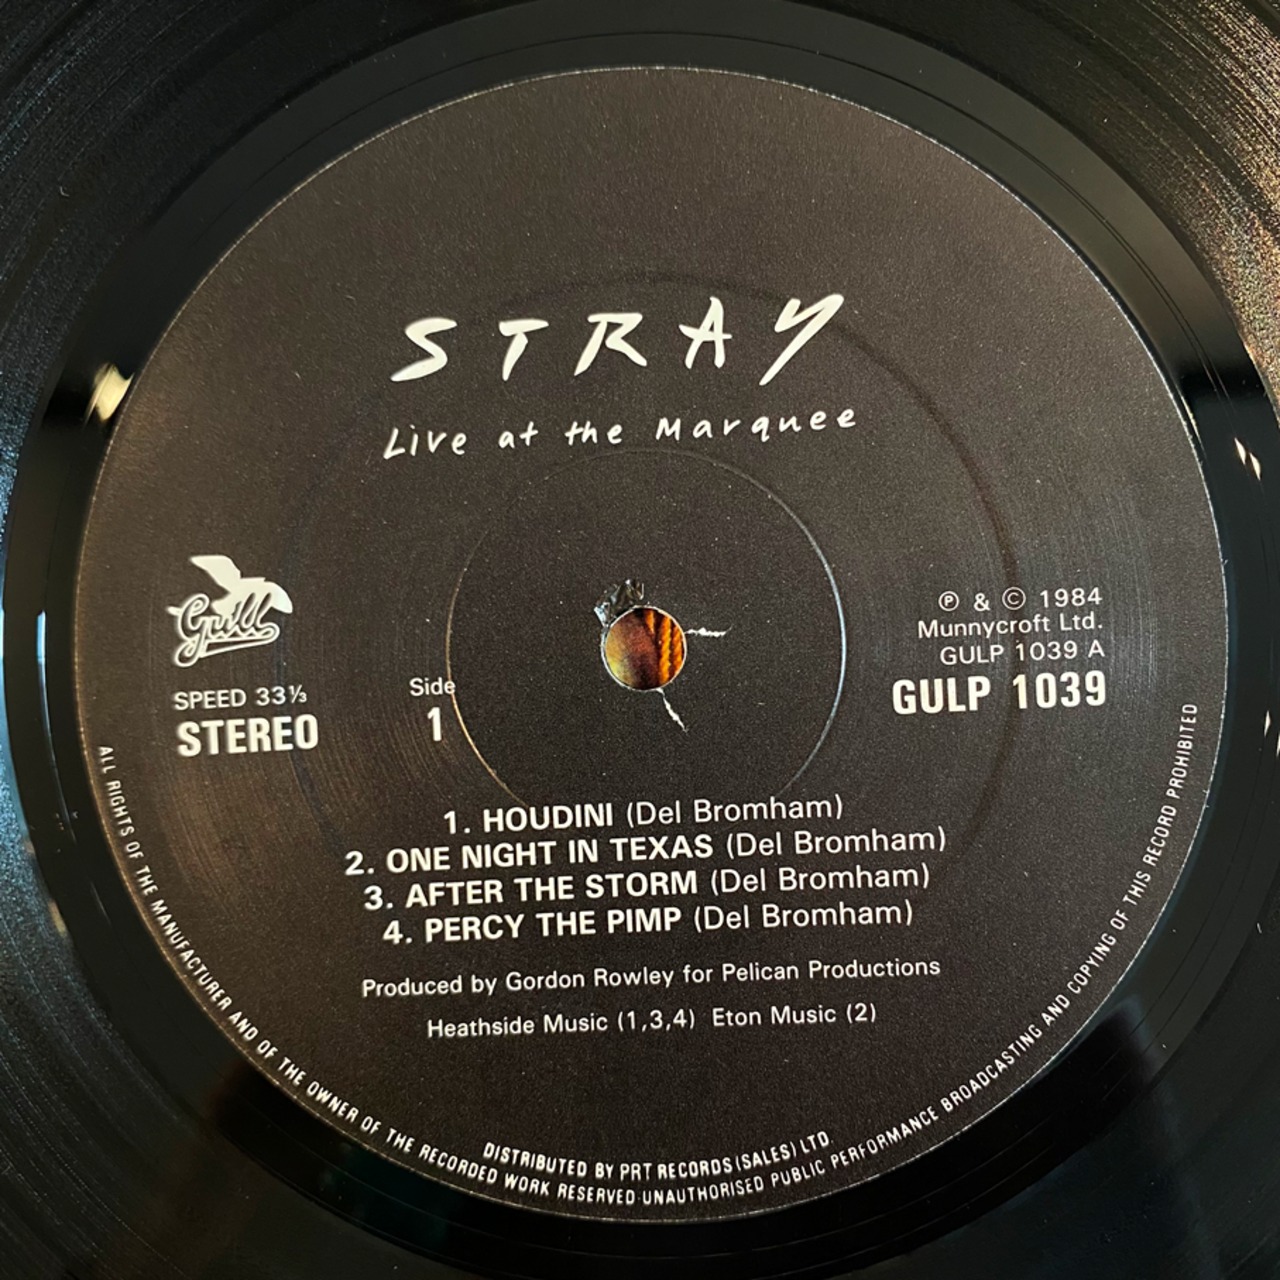 STRAY
Live at the Marquee
Gull
SPEED 33⅓
STEREO
Side
1
Ⓟ & © 1984
Munnycroft Ltd.
GULP 1039 A
GULP 1039
1. HOUDINI (Del Bromham)
2. ONE NIGHT IN TEXAS (Del Bromham)
3. AFTER THE STORM (Del Bromham)
4. PERCY THE PIMP (Del Bromham)
Produced by Gordon Rowley for Pelican Productions
Heathside Music (1,3,4) Eton Music (2)
DISTRIBUTED BY PRT RECORDS (SALES) LTD.
ALL RIGHTS OF THE MANUFACTURER AND OF THE OWNER OF THE RECORDED WORK RESERVED·UNAUTHORISED PUBLIC PERFORMANCE BROADCASTING AND COPYING OF THIS RECORD PROHIBITED